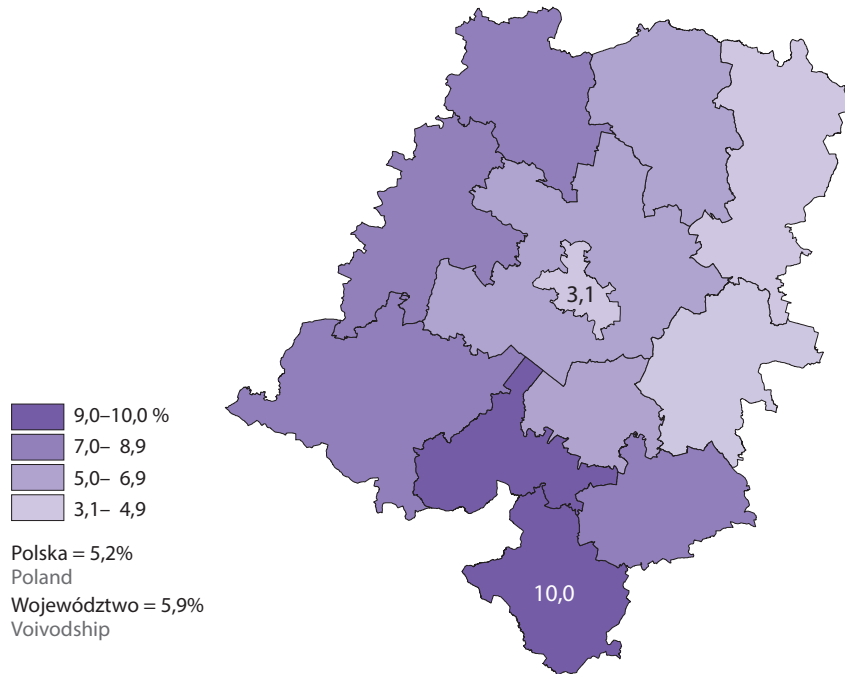 3,1
9,0–10,0 %
7,0– 8,9
5,0– 6,9
3,1– 4,9
Polska = 5,2%
Poland
Województwo = 5,9%
Voivodship
10,0